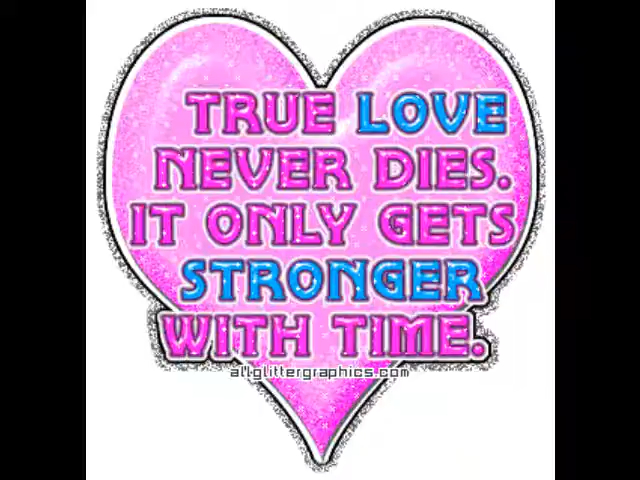 TRUE LOVE
NEVER DIES.
IT ONLY GETS
STRONGER
WITH TIME.
allglittergraphics.com